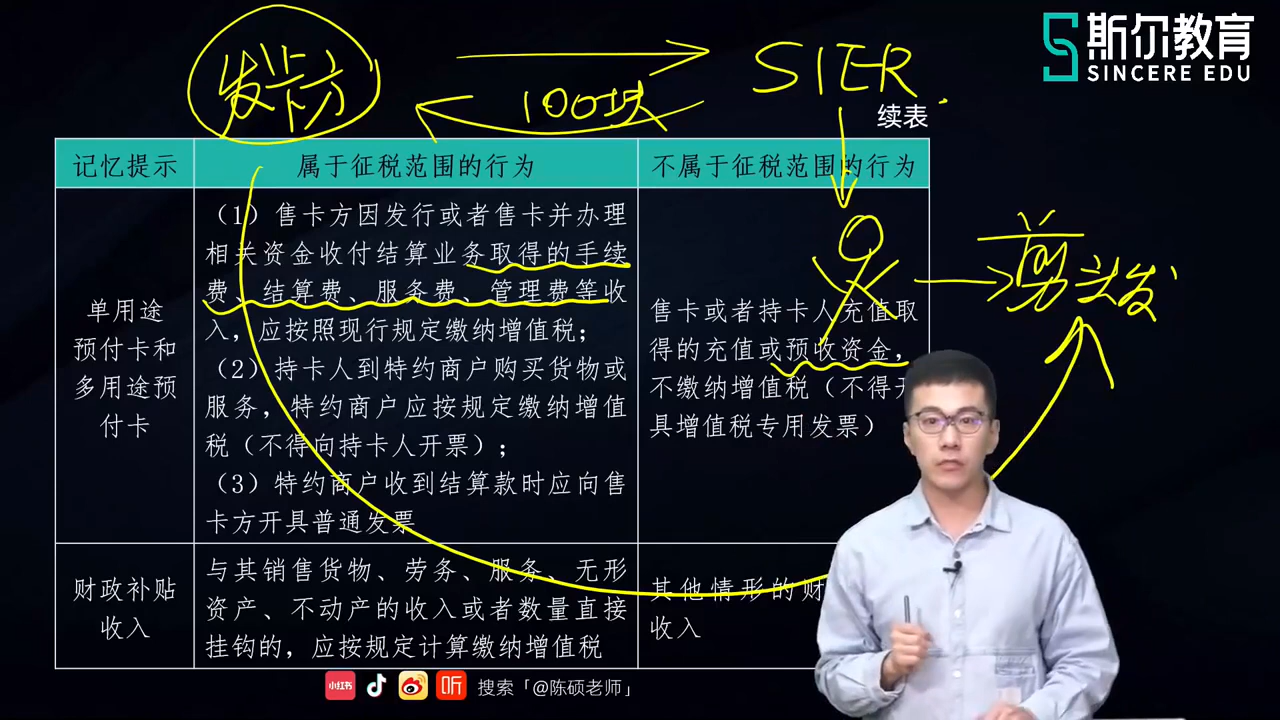 发卡方
100块
SIER
斯尔教育
SINCERE EDU
续表
剪头发
记忆提示
属于征税范围的行为
不属于征税范围的行为
单用途
预付卡和
多用途预
付卡
（1）售卡方因发行或者售卡并办理
相关资金收付结算业务取得的手续
费、结算费、服务费、管理费等收
入，应按照现行规定缴纳增值税；
（2）持卡人到特约商户购买货物或
服务，特约商户应按规定缴纳增值
税（不得向持卡人开票）；
（3）特约商户收到结算款时应向售
卡方开具普通发票
售卡或者持卡人充值取
得的充值或预收资金，
不缴纳增值税（不得开
具增值税专用发票）
财政补贴
收入
与其销售货物、劳务、服务、无形
资产、不动产的收入或者数量直接
挂钩的，应按规定计算缴纳增值税
其他情形的财
收入
小红书
听
搜索「@陈硕老师」